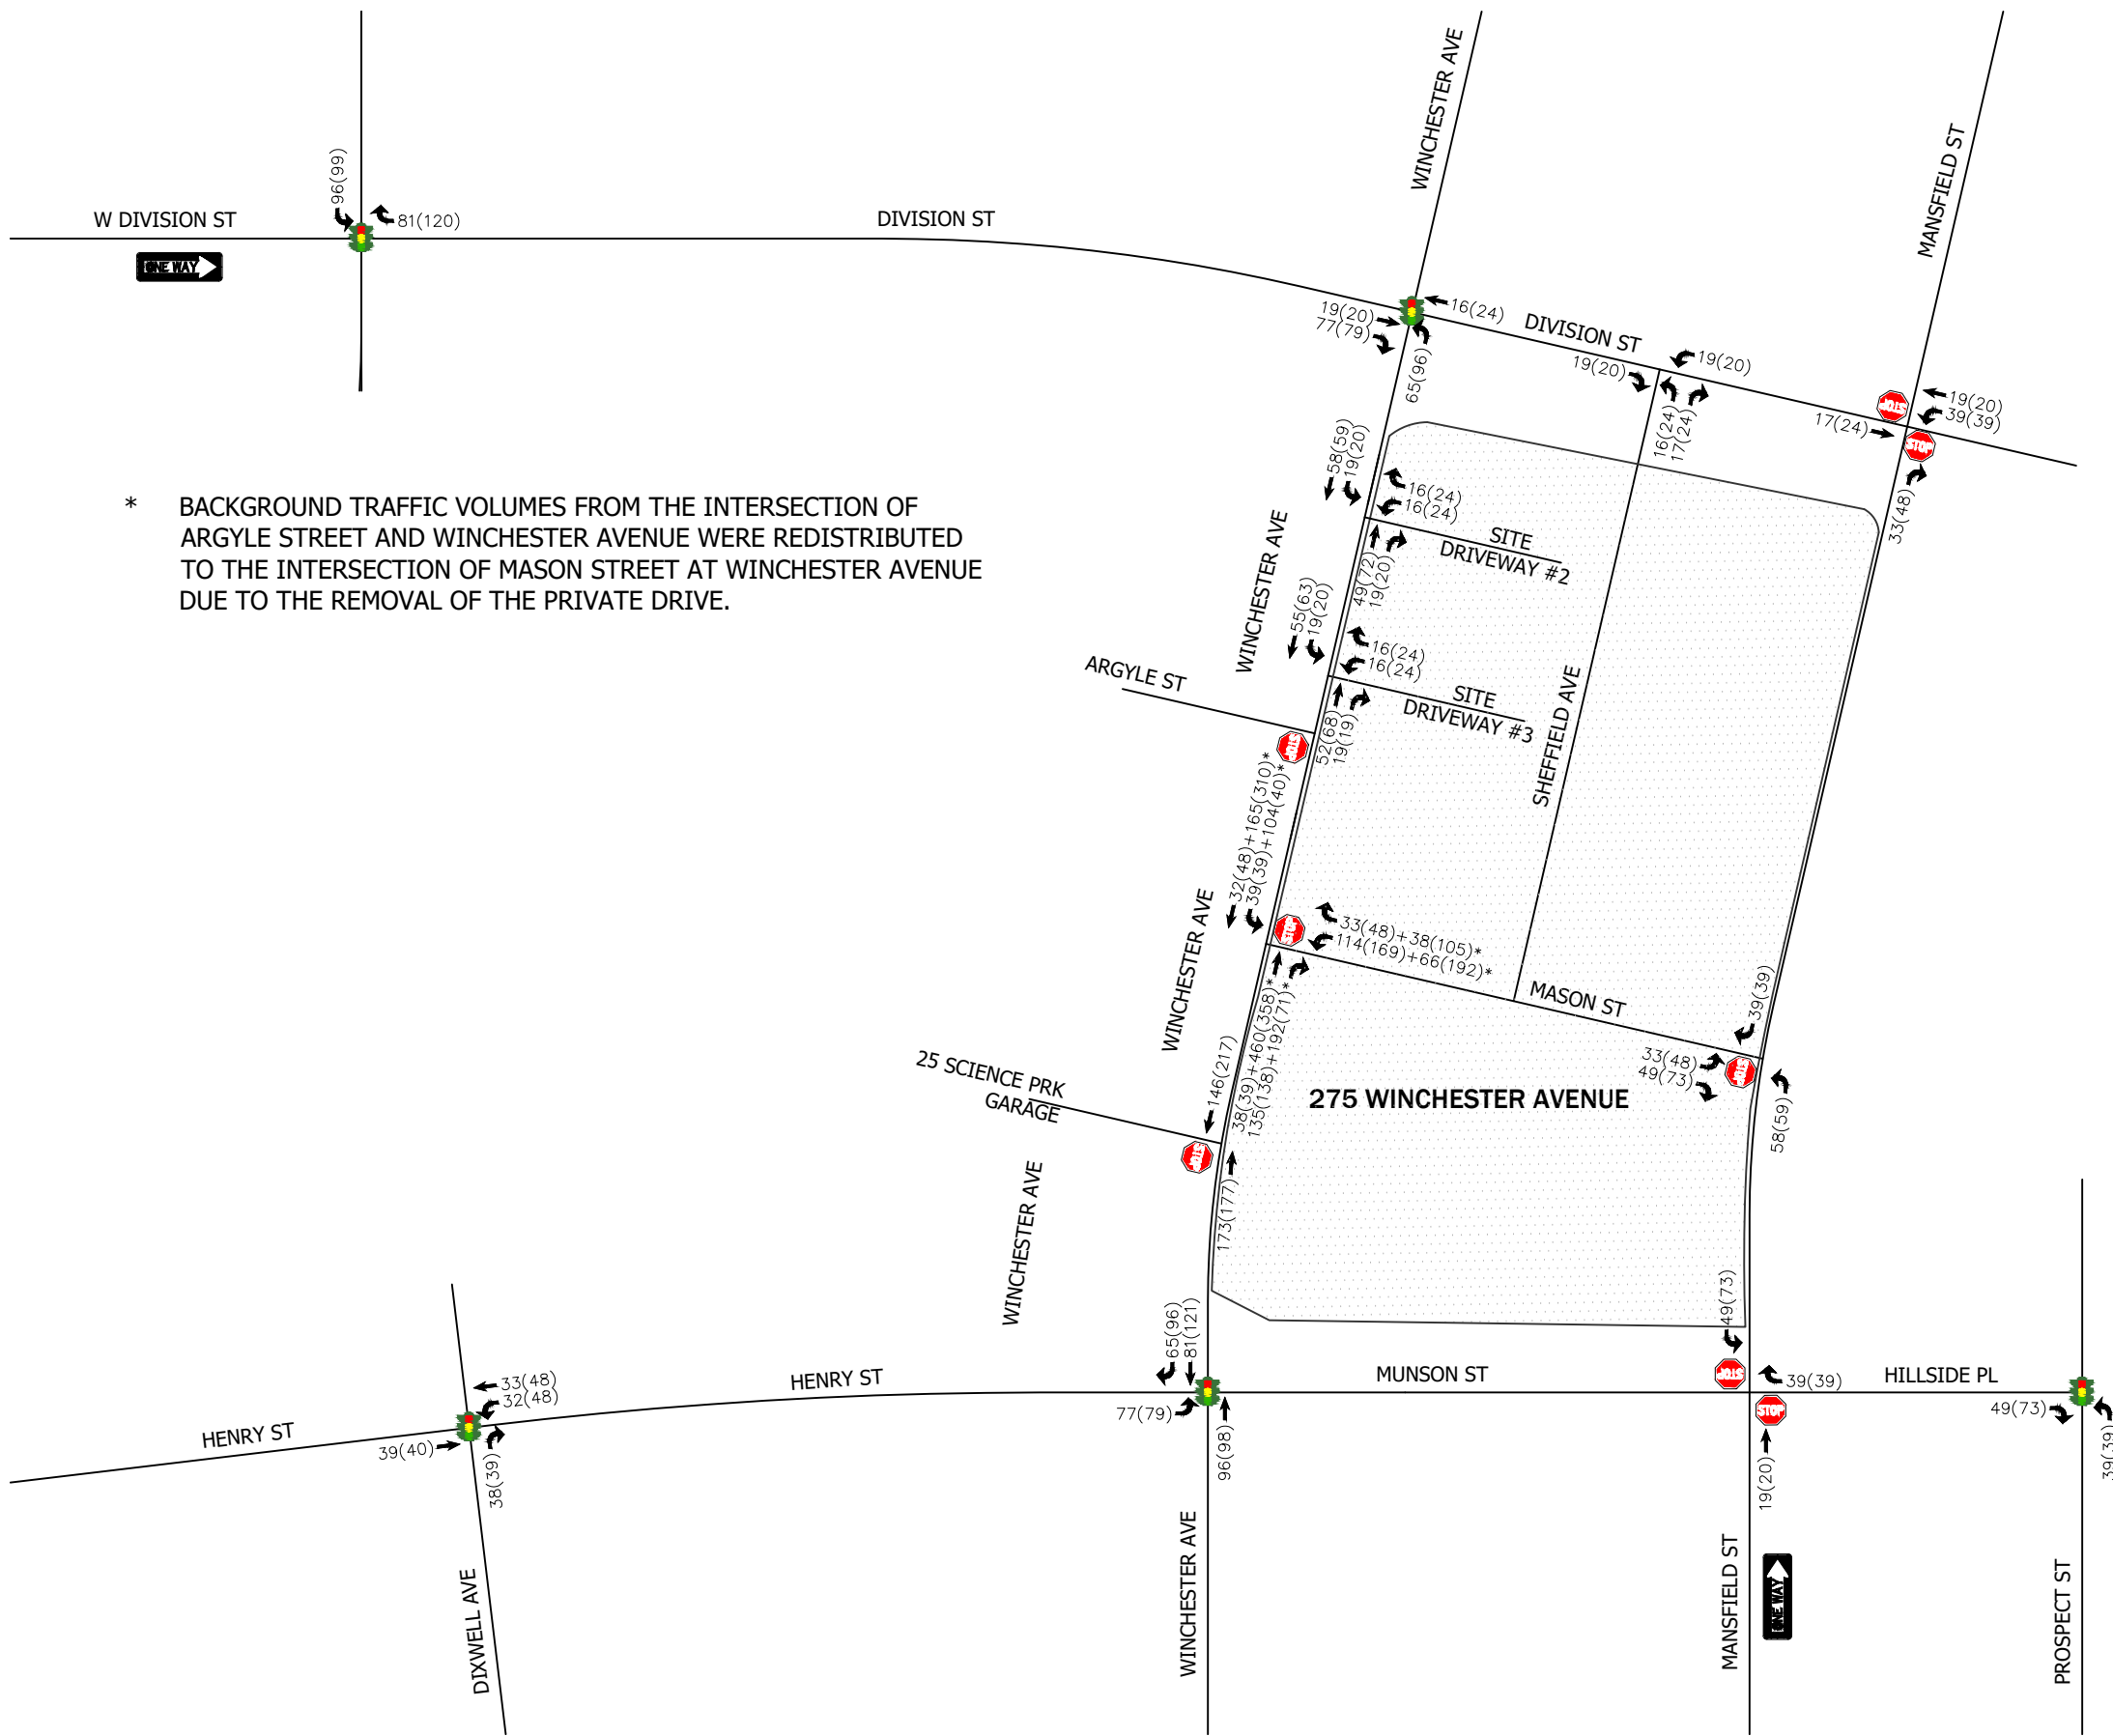 WINCHESTER AVE
MANSFIELD ST
96(99)
81(120)
W DIVISION ST
DIVISION ST
ONE WAY
16(24)
19(20)
77(79)
65(96)
DIVISION ST
19(20)
19(20)
16(24)
17(24)
STOP
19(20)
39(39)
17(24)
STOP
33(48)
* BACKGROUND TRAFFIC VOLUMES FROM THE INTERSECTION OF
ARGYLE STREET AND WINCHESTER AVENUE WERE REDISTRIBUTED
TO THE INTERSECTION OF MASON STREET AT WINCHESTER AVENUE
DUE TO THE REMOVAL OF THE PRIVATE DRIVE.
58(59)
19(20)
16(24)
16(24)
WINCHESTER AVE
SITE
DRIVEWAY #2
49(72)
19(20)
55(63)
19(20)
16(24)
16(24)
ARGYLE ST
SITE
DRIVEWAY #3
52(68)
19(19)
SHEFFIELD AVE
STOP
32(48)+165(310)*
39(39)+104(40)*
WINCHESTER AVE
STOP
33(48)+38(105)*
114(169)+66(192)*
MASON ST
38(39)+460(358)*
135(138)+192(71)*
39(39)
33(48)
49(73)
STOP
58(59)
146(217)
25 SCIENCE PRK
GARAGE
275 WINCHESTER AVENUE
STOP
173(177)
WINCHESTER AVE
65(96)
81(121)
49(73)
33(48)
32(48)
HENRY ST
MUNSON ST
STOP
39(39)
HILLSIDE PL
77(79)
96(98)
STOP
49(73)
39(39)
HENRY ST
39(40)
38(39)
19(20)
DIXWELL AVE
WINCHESTER AVE
MANSFIELD ST
ONE WAY
PROSPECT ST